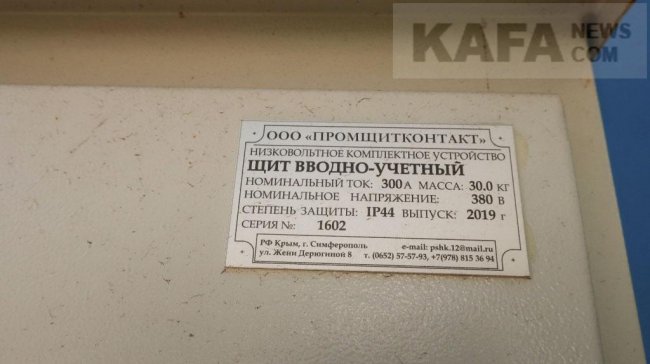 KAFA NEWS
COM
ООО «ПРОМЩИТКОНТАКТ»
НИЗКОВОЛЬТНОЕ КОМПЛЕКТНОЕ УСТРОЙСТВО
ЩИТ ВВОДНО-УЧЕТНЫЙ
НОМИНАЛЬНЫЙ ТОК: 300А МАССА: 30.0 КГ
НОМИНАЛЬНОЕ НАПРЯЖЕНИЕ: 380 В
СТЕПЕНЬ ЗАЩИТЫ: IP44 ВЫПУСК: 2019 г
СЕРИЯ №: 1602
РФ Крым, г. Симферополь e-mail: pshk.12@mail.ru
ул. Жени Дерюгиной 8 т. (0652) 57-57-93, +7(978) 815 36 94